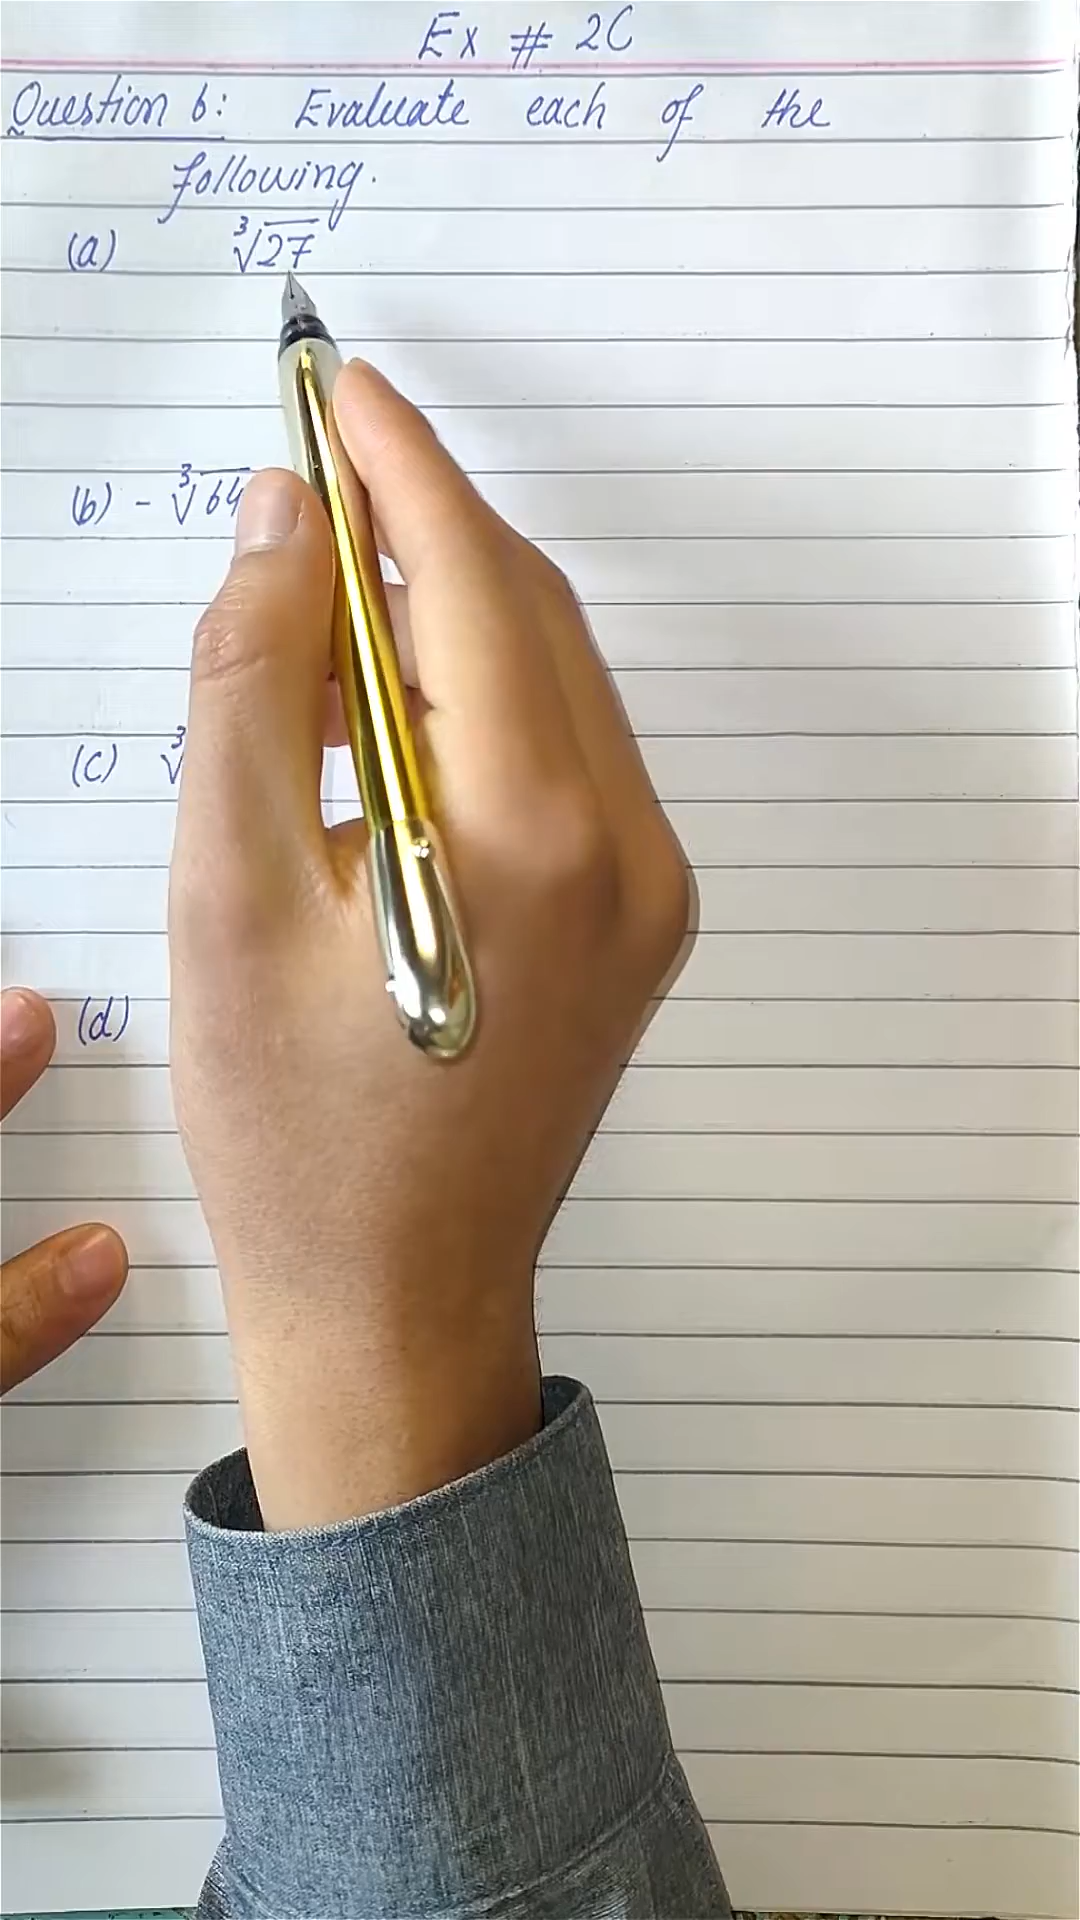 Ex # 2C
Question 6: Evaluate each of the
following.
(a) ∛27
(b) - ∛64
(c) ∛
(d)